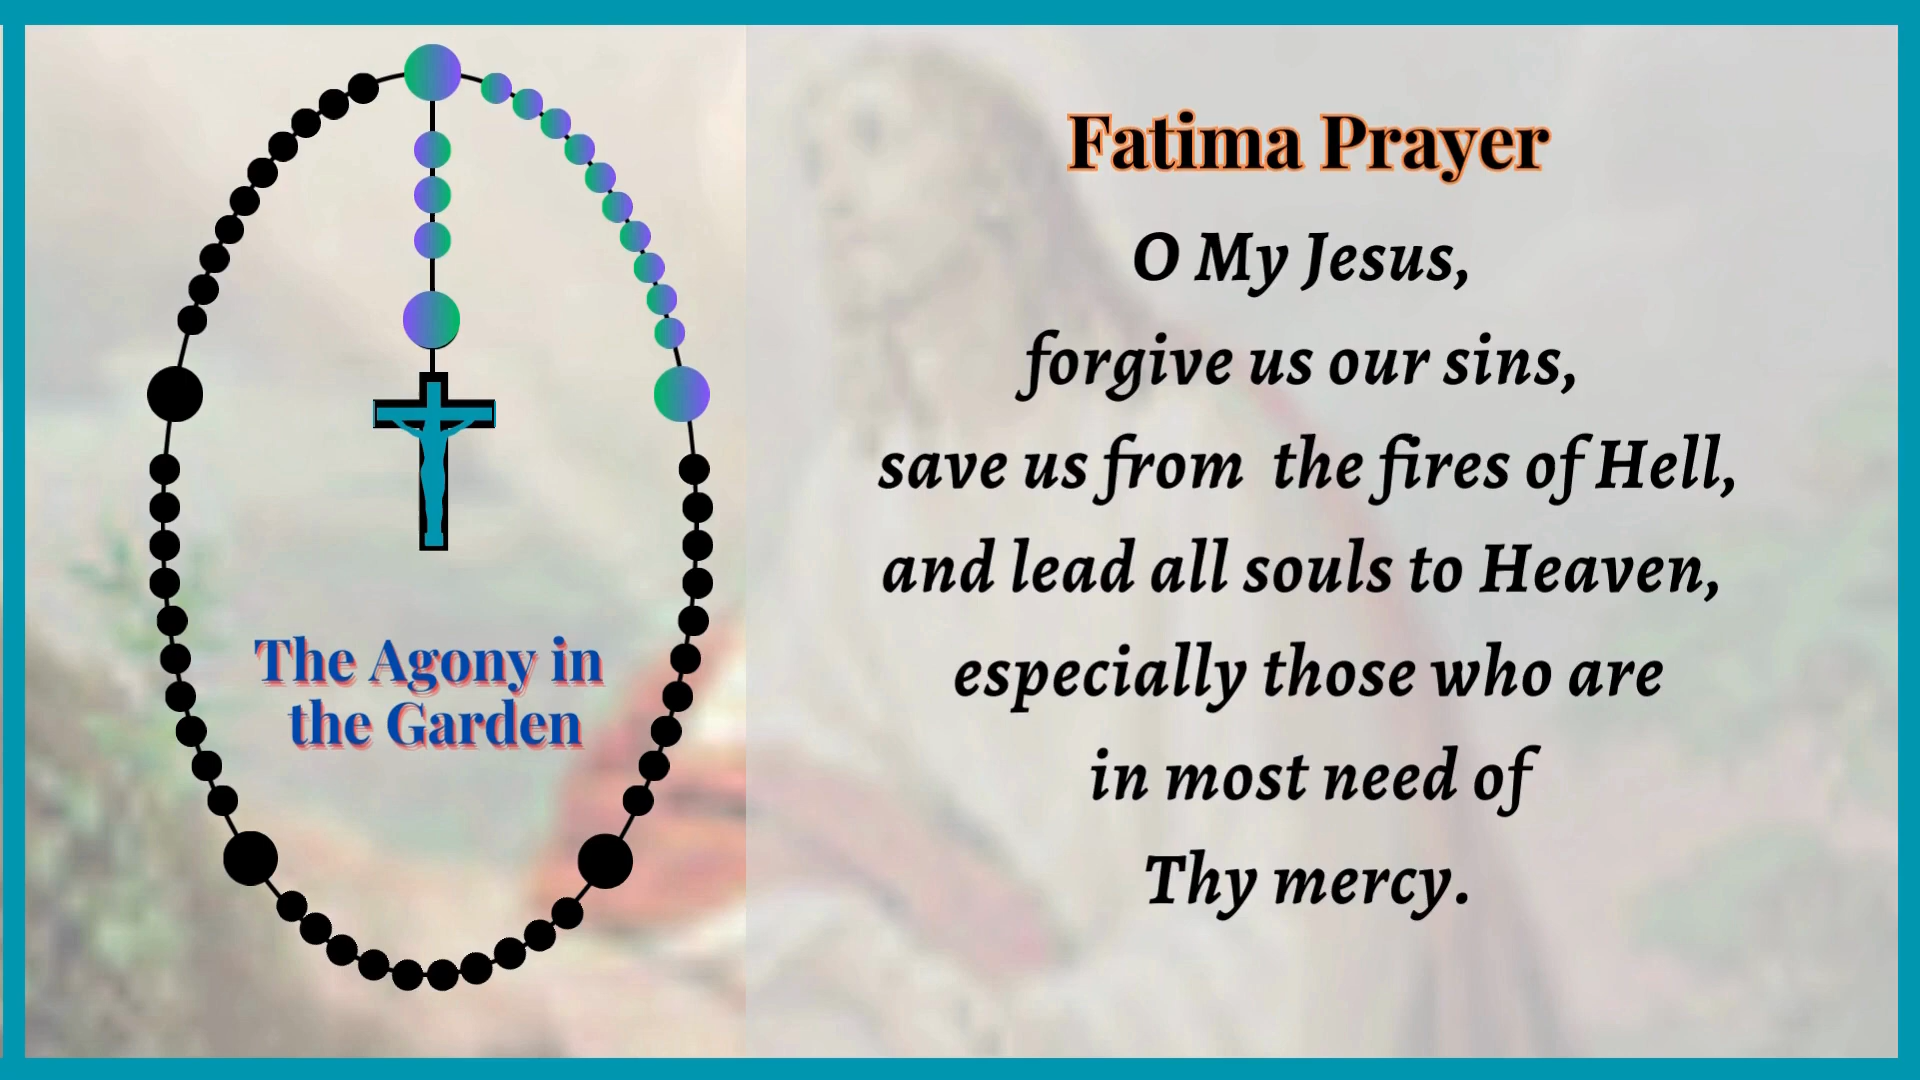 The Agony in
the Garden
Fatima Prayer
O My Jesus,
forgive us our sins,
save us from the fires of Hell,
and lead all souls to Heaven,
especially those who are
in most need of
Thy mercy.